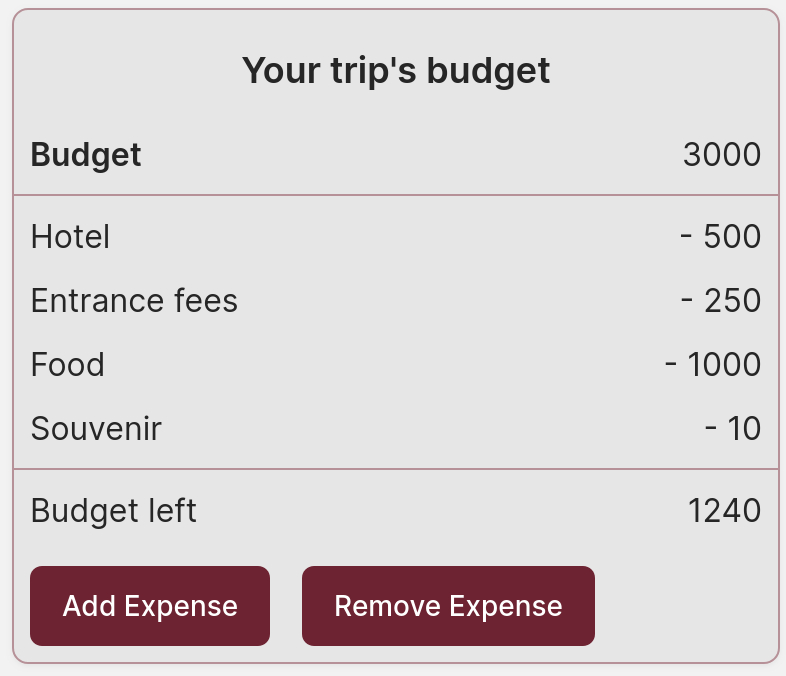 Your trip's budget
Budget 3000
Hotel - 500
Entrance fees - 250
Food - 1000
Souvenir - 10
Budget left 1240
Add Expense Remove Expense